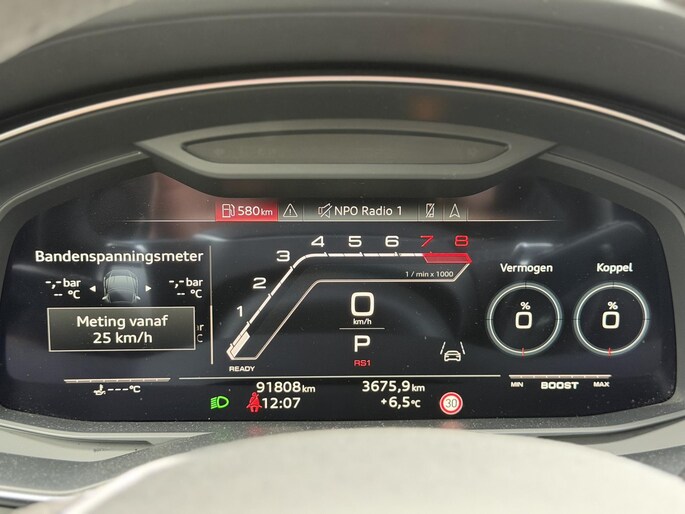 580km
NPO Radio 1
Bandenspanningsmeter
-,- bar
-- °C
-,- bar
-- °C
bar
°C
Meting vanaf
25 km/h
1 2 3 4 5 6 7 8
1 / min x 1000
0
km/h
P
RS1
READY
Vermogen
%
0
Koppel
%
0
MIN BOOST MAX
---°C
91808km
3675,9km
12:07
+6,5°C
30